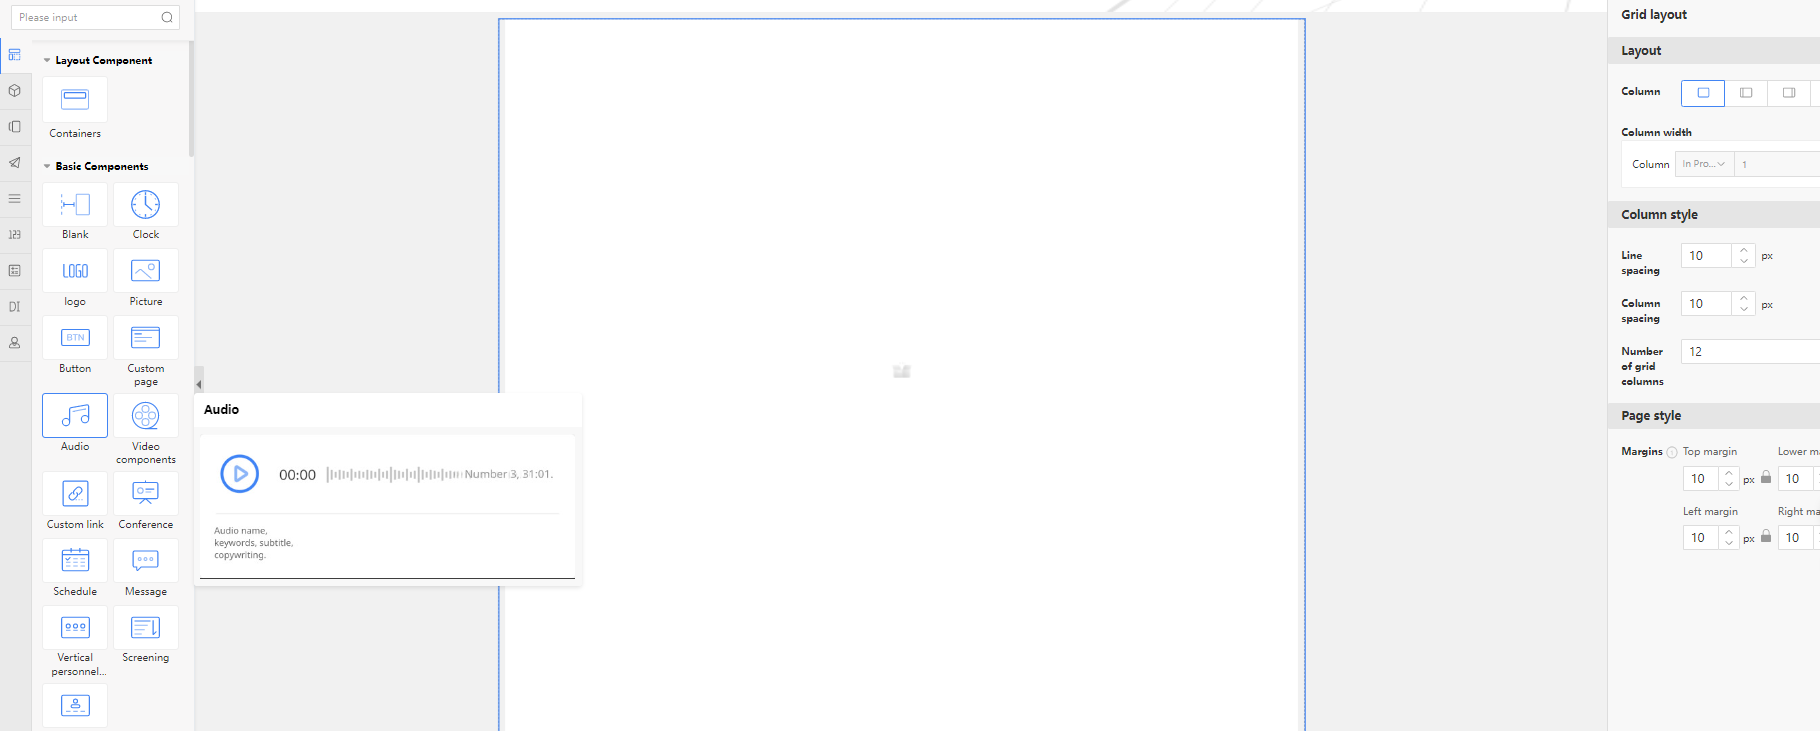 Please input
Layout Component
Containers
Basic Components
Blank
Clock
LOGO
logo
Picture
BTN
Button
Custom
page
Audio
Video
components
Custom link
Conference
Schedule
Message
Vertical
personnel...
Screening
123
DI
Audio
00:00
Number 3, 31:01.
Audio name,
keywords, subtitle,
copywriting.
Grid layout
Layout
Column
Column width
Column In Pro... 1
Column style
Line
spacing
10 px
Column
spacing
10 px
Number
of grid
columns
12
Page style
Margins
Top margin
Lower m
10 px
10
Left margin
Right ma
10 px
10